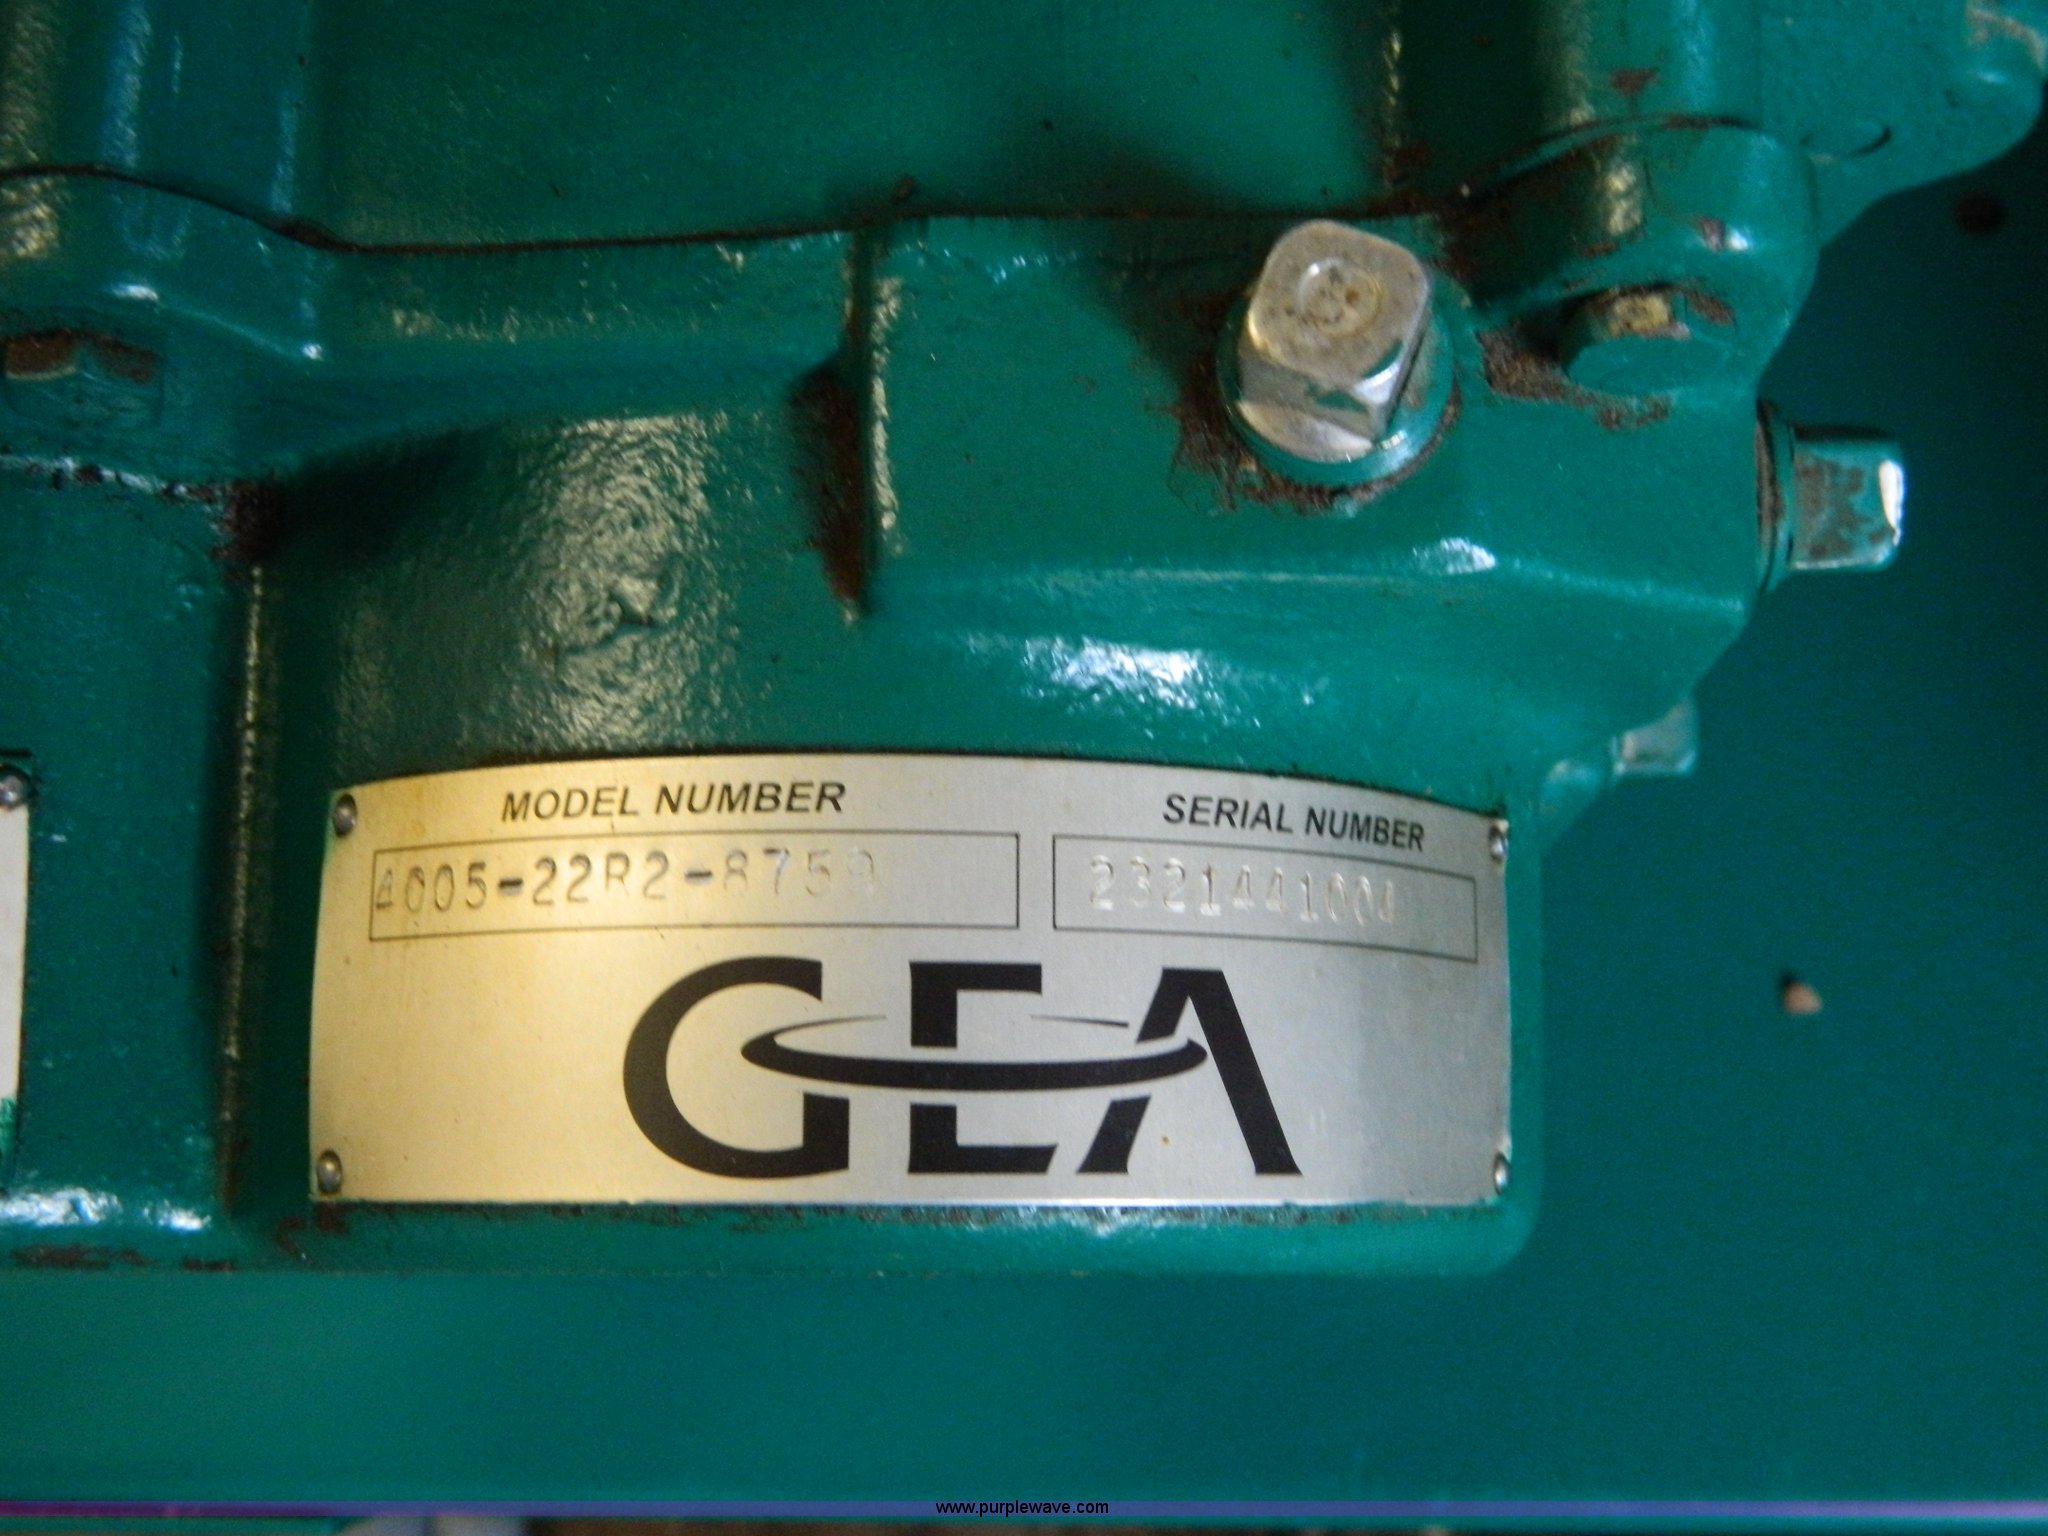 MODEL NUMBER
4005-22R2-8759
SERIAL NUMBER
2321441004
GEA
www.purplewave.com